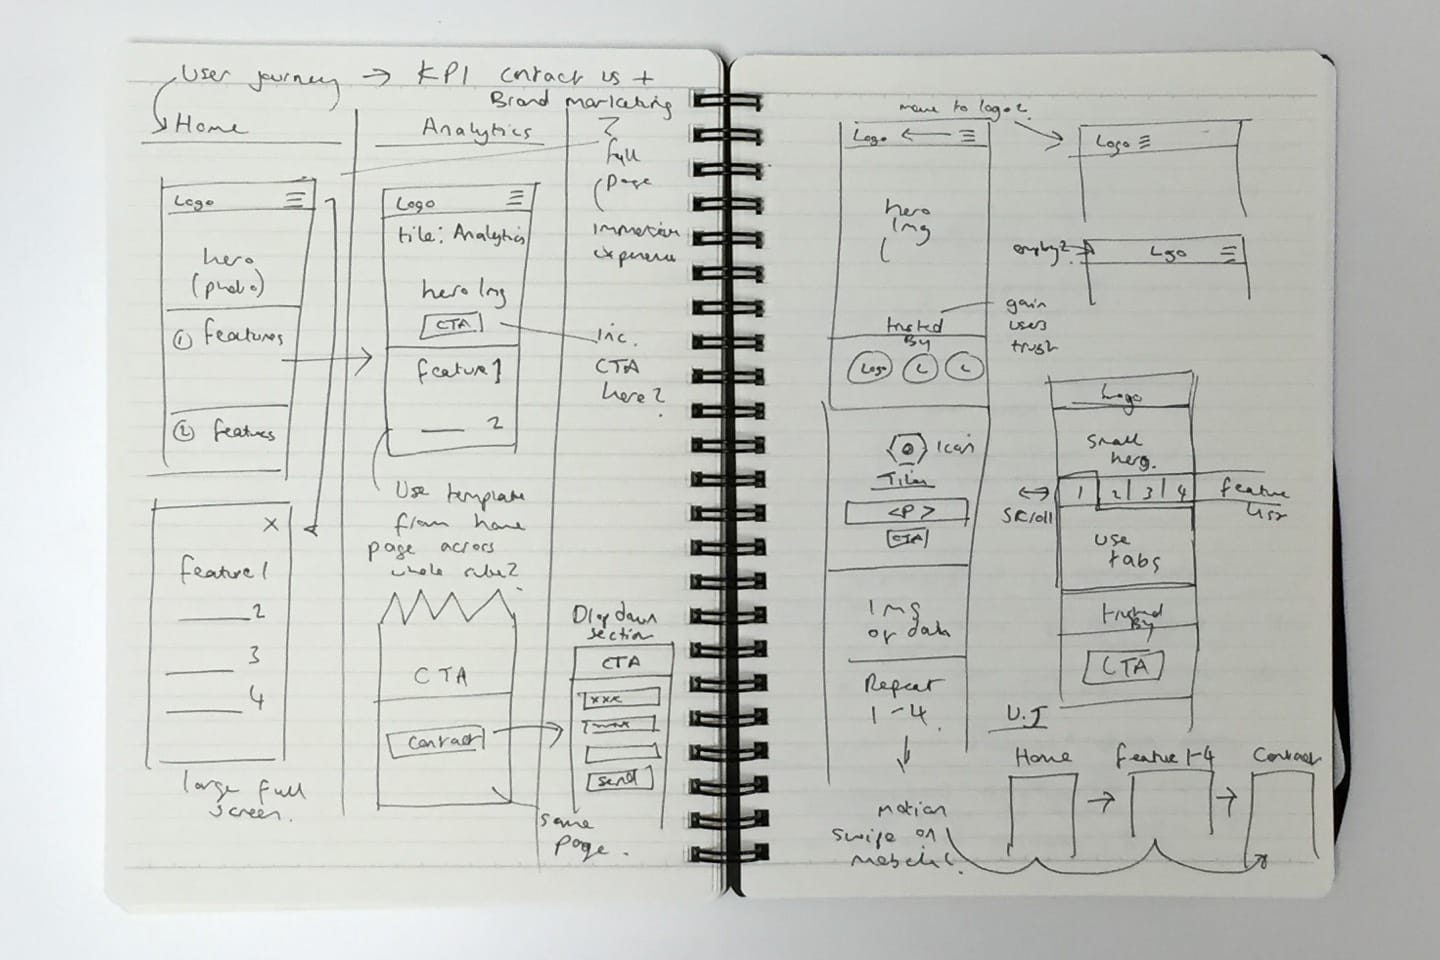 User journey → KPI contact us +
Brand marketing
Home
Logo
hero
(photo)
① features
② features
X
feature 1
2
3
4
large full
screen.
Analytics
Logo
title: Analytics
hero Img
CTA
feature 1
2
Use template
from home
page across
whole
CTA
contact
full
page
immersive
experience
inc.
CTA
here?
Drop down
section
CTA
xxx
send
same
page.
move to logo?
Logo ←
hero
Img
trusted
By
Logo
L
L
gain
users
trust
Icon
<P>
CTA
Img
or data
Repeat
1-4
↓
motion
swipe on
Logo
empty?
Logo
Logo
small
hero.
1 2 | 3 | 4
feature
list
↔
scroll
use
tabs
trusted
By
CTA
U.J
Home → feature 1-4 → Contact